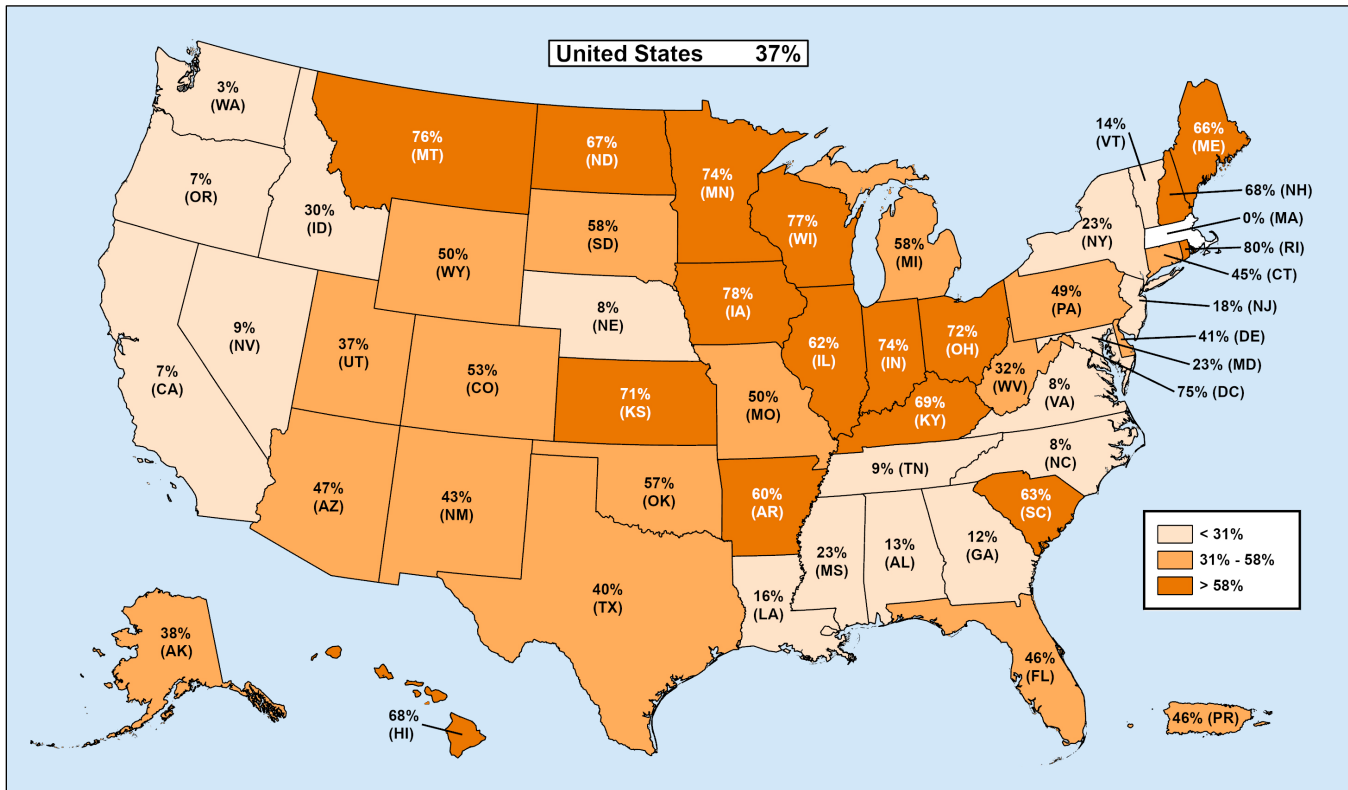 United States 37%
3%
(WA)
7%
(OR)
30%
(ID)
76%
(MT)
67%
(ND)
74%
(MN)
58%
(SD)
50%
(WY)
77%
(WI)
58%
(MI)
14%
(VT)
66%
(ME)
68% (NH)
0% (MA)
80% (RI)
45% (CT)
18% (NJ)
41% (DE)
23% (MD)
75% (DC)
23%
(NY)
49%
(PA)
7%
(CA)
9%
(NV)
37%
(UT)
53%
(CO)
8%
(NE)
78%
(IA)
62%
(IL)
74%
(IN)
72%
(OH)
32%
(WV)
8%
(VA)
71%
(KS)
50%
(MO)
69%
(KY)
8%
(NC)
9% (TN)
47%
(AZ)
43%
(NM)
57%
(OK)
60%
(AR)
63%
(SC)
40%
(TX)
16%
(LA)
23%
(MS)
13%
(AL)
12%
(GA)
46%
(FL)
< 31%
31% - 58%
> 58%
38%
(AK)
68%
(HI)
46% (PR)